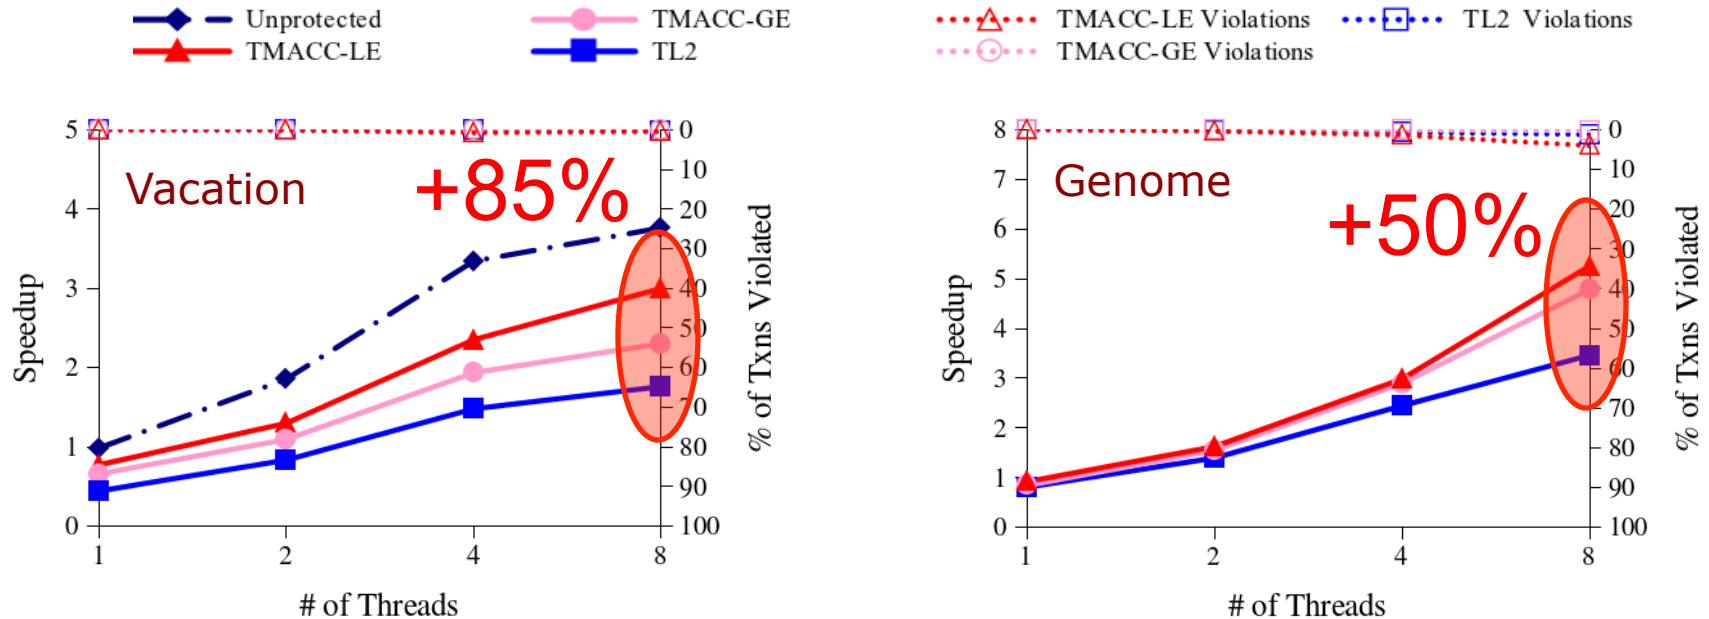 Unprotected
TMACC-LE
TMACC-GE
TL2
TMACC-LE Violations
TMACC-GE Violations
TL2 Violations
Vacation
+85%
Speedup
5
4
3
2
1
0
1 2 4 8
# of Threads
0
10
20
30
40
50
60
70
80
90
100
% of Txns Violated
Genome
+50%
Speedup
8
7
6
5
4
3
2
1
0
1 2 4 8
# of Threads
0
10
20
30
40
50
60
70
80
90
100
% of Txns Violated